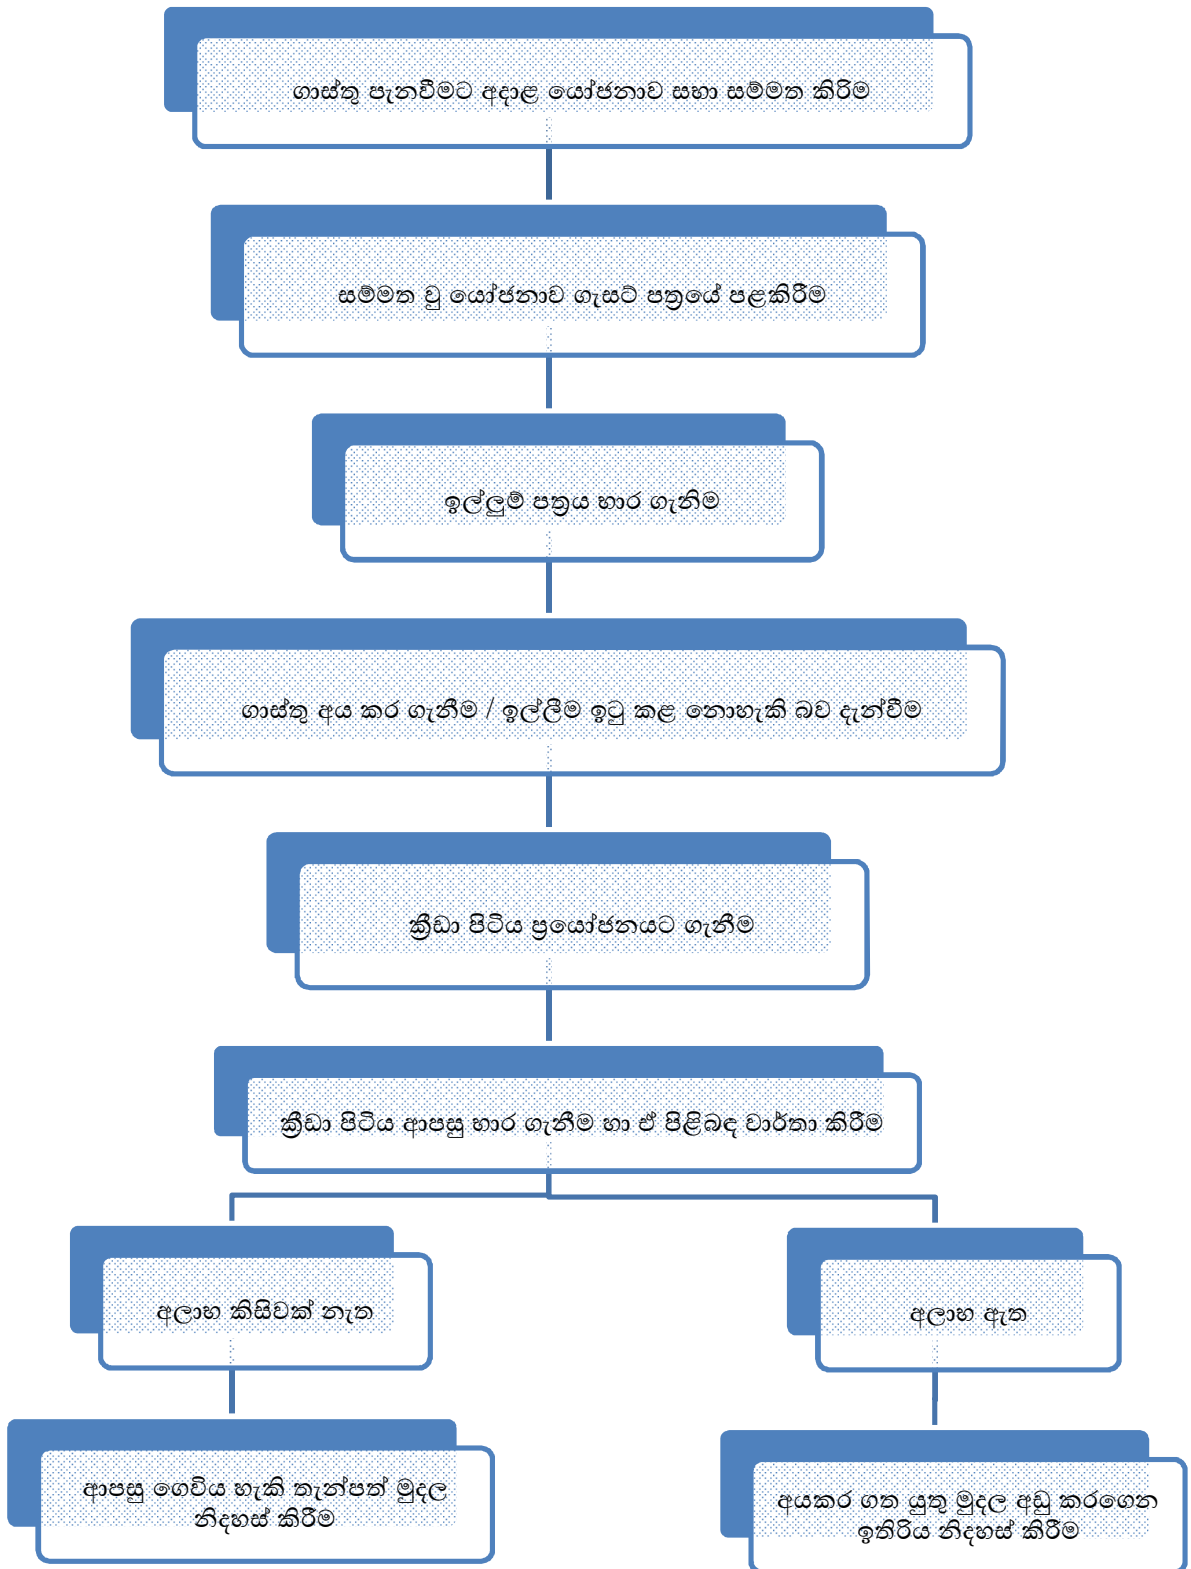 ගාස්තු පැනවීමට අදාළ යෝජනාව සභා සම්මත කිරිම
සම්මත වු යෝජනාව ගැසට් පත්‍රයේ පළකිරීම
ඉල්ලුම් පත්‍රය භාර ගැනිම
ගාස්තු අය කර ගැනීම / ඉල්ලීම ඉටු කළ නොහැකි බව දැන්වීම
ක්‍රීඩා පිටිය ප්‍රයෝජනයට ගැනීම
ක්‍රීඩා පිටිය ආපසු භාර ගැනීම හා ඒ පිළිබඳ වාර්තා කිරීම
අලාභ කිසිවක් නැත
අලාභ ඇත
ආපසු ගෙවිය හැකි තැන්පත් මුදල
නිදහස් කිරීම
අයකර ගත යුතු මුදල අඩු කරගෙන
ඉතිරිය නිදහස් කිරීම